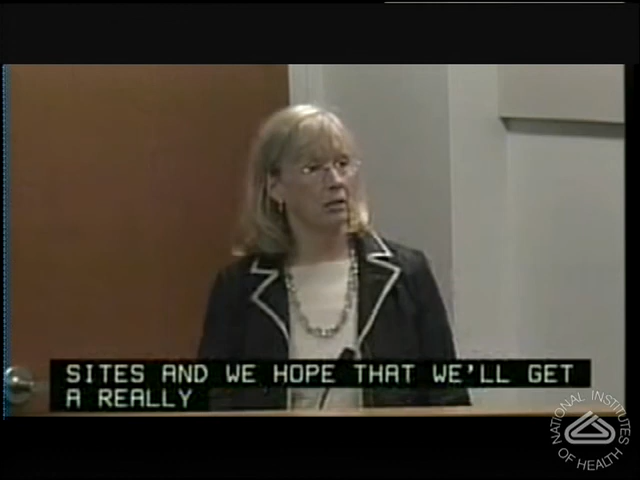 SITES AND WE HOPE THAT WE'LL GET
A REALLY
NATIONAL INSTITUTES
OF HEALTH